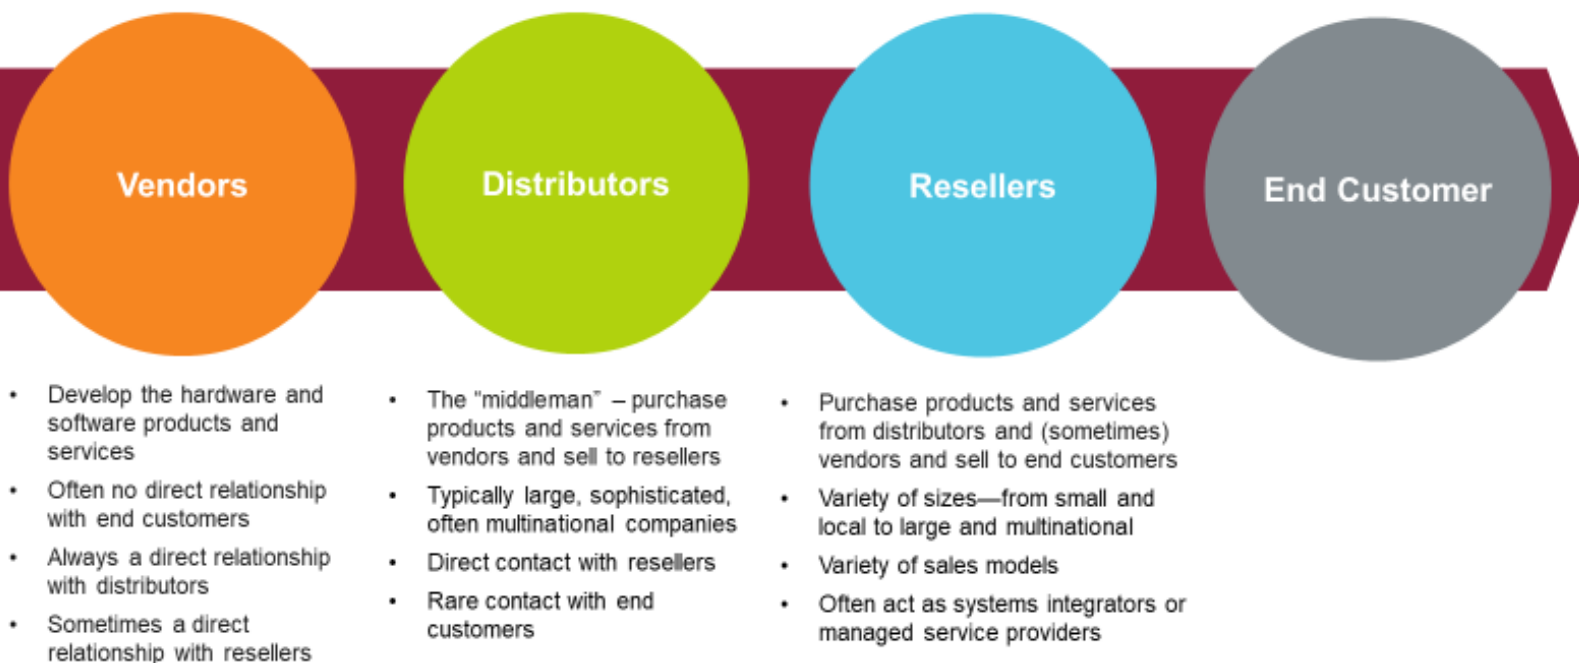 Vendors
Distributors
Resellers
End Customer
• Develop the hardware and
software products and
services
• Often no direct relationship
with end customers
• Always a direct relationship
with distributors
• Sometimes a direct
relationship with resellers
• The “middleman” – purchase
products and services from
vendors and sell to resellers
• Typically large, sophisticated,
often multinational companies
• Direct contact with resellers
• Rare contact with end
customers
• Purchase products and services
from distributors and (sometimes)
vendors and sell to end customers
• Variety of sizes—from small and
local to large and multinational
• Variety of sales models
• Often act as systems integrators or
managed service providers